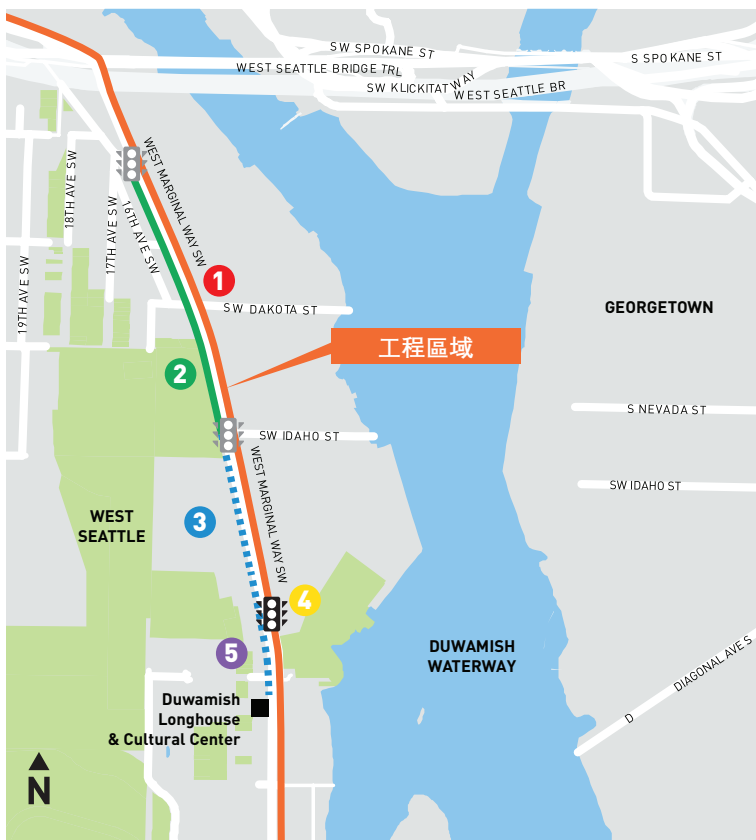 SW SPOKANE ST
S SPOKANE ST
WEST SEATTLE BRIDGE TRL
SW KLICKITAT WAY
WEST SEATTLE BR
WEST MARGINAL WAY SW
18TH AVE SW
17TH AVE SW
16TH AVE SW
19TH AVE SW
1
SW DAKOTA ST
GEORGETOWN
工程區域
2
S NEVADA ST
SW IDAHO ST
WEST MARGINAL WAY SW
SW IDAHO ST
WEST
SEATTLE
3
4
5
DUWAMISH
WATERWAY
DIAGONAL AVE S
D
Duwamish
Longhouse
& Cultural Center
N